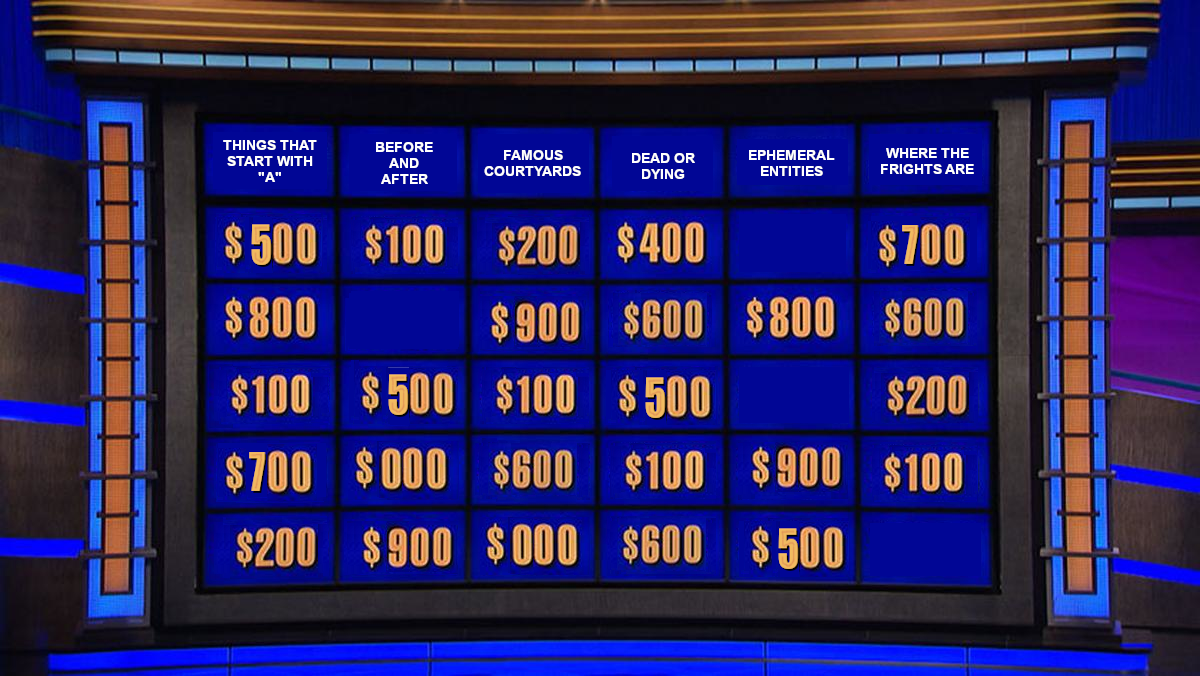 THINGS THAT
START WITH
"A"
BEFORE
AND
AFTER
FAMOUS
COURTYARDS
DEAD OR
DYING
EPHEMERAL
ENTITIES
WHERE THE
FRIGHTS ARE
$500 $100 $200 $400 $700
$800 $900 $600 $800 $600
$100 $500 $100 $500 $200
$700 $000 $600 $100 $900 $100
$200 $900 $000 $600 $500